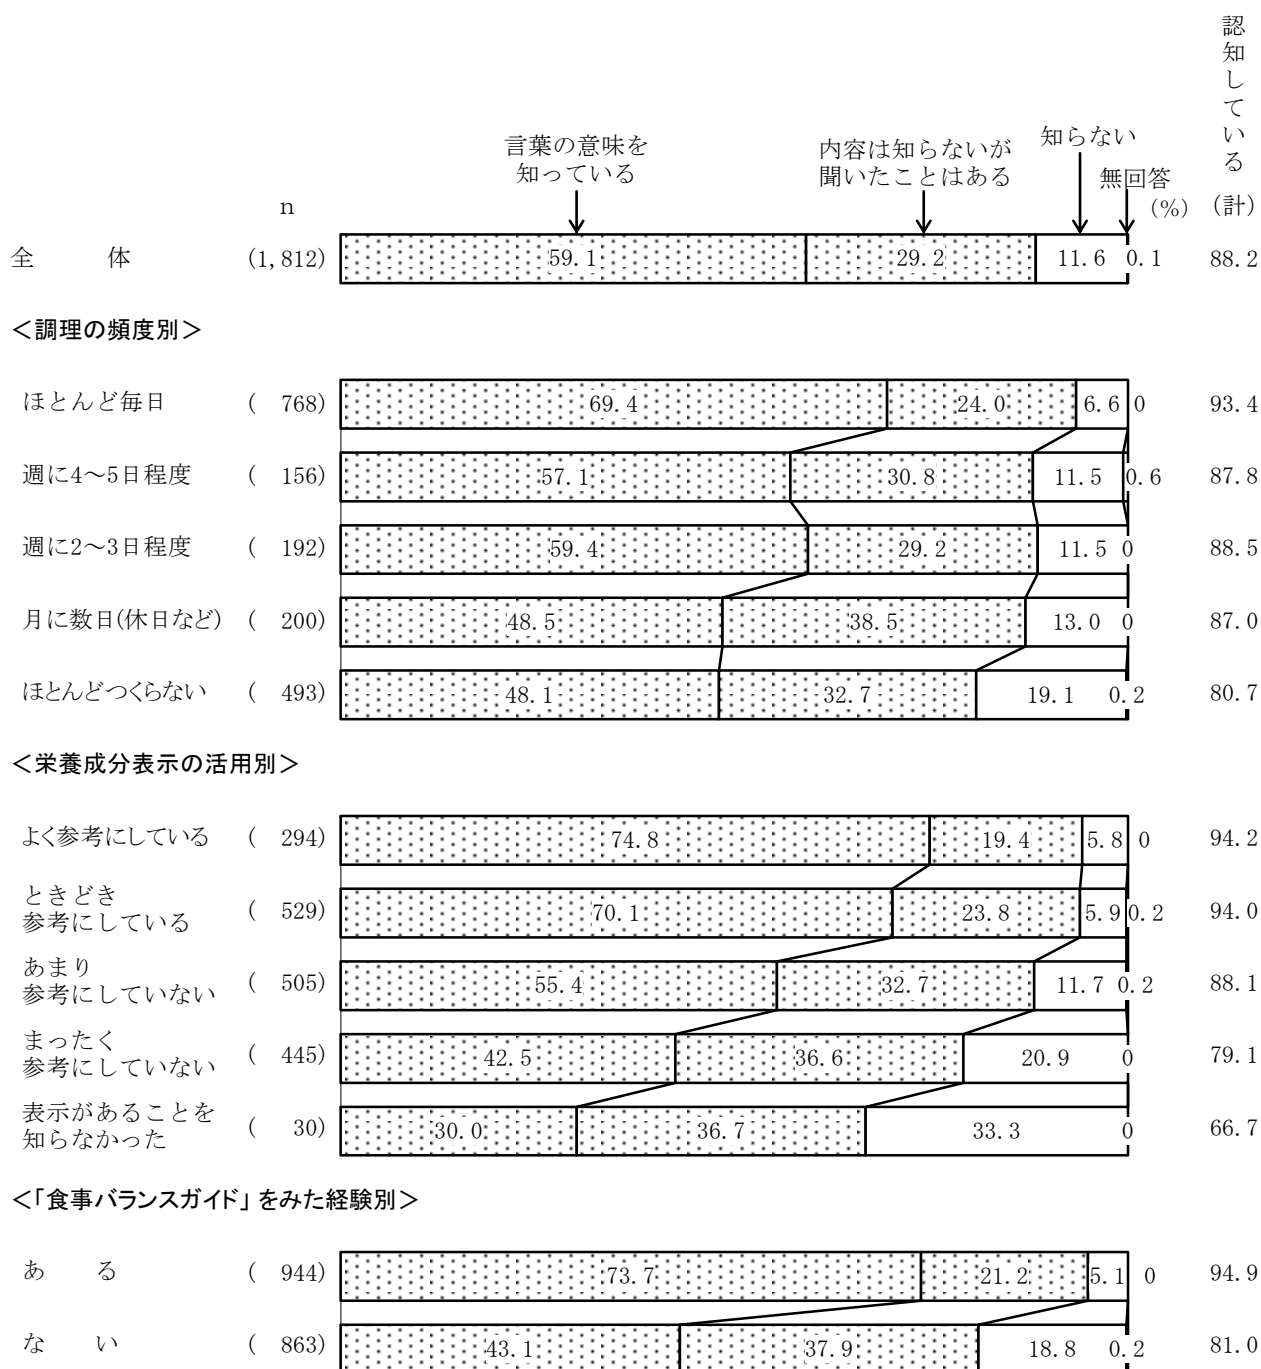 認知している
(計)
言葉の意味を
知っている
内容は知らないが
聞いたことはある
知らない
無回答
n
(%)
全 体 (1,812) 59.1 29.2 11.6 0.1 88.2
＜調理の頻度別＞
ほとんど毎日 ( 768) 69.4 24.0 6.6 0 93.4
週に4～5日程度 ( 156) 57.1 30.8 11.5 0.6 87.8
週に2～3日程度 ( 192) 59.4 29.2 11.5 0 88.5
月に数日(休日など) ( 200) 48.5 38.5 13.0 0 87.0
ほとんどつくらない ( 493) 48.1 32.7 19.1 0.2 80.7
＜栄養成分表示の活用別＞
よく参考にしている ( 294) 74.8 19.4 5.8 0 94.2
ときどき
参考にしている ( 529) 70.1 23.8 5.9 0.2 94.0
あまり
参考にしていない ( 505) 55.4 32.7 11.7 0.2 88.1
まったく
参考にしていない ( 445) 42.5 36.6 20.9 0 79.1
表示があることを
知らなかった ( 30) 30.0 36.7 33.3 0 66.7
＜「食事バランスガイド」をみた経験別＞
あ る ( 944) 73.7 21.2 5.1 0 94.9
な い ( 863) 43.1 37.9 18.8 0.2 81.0